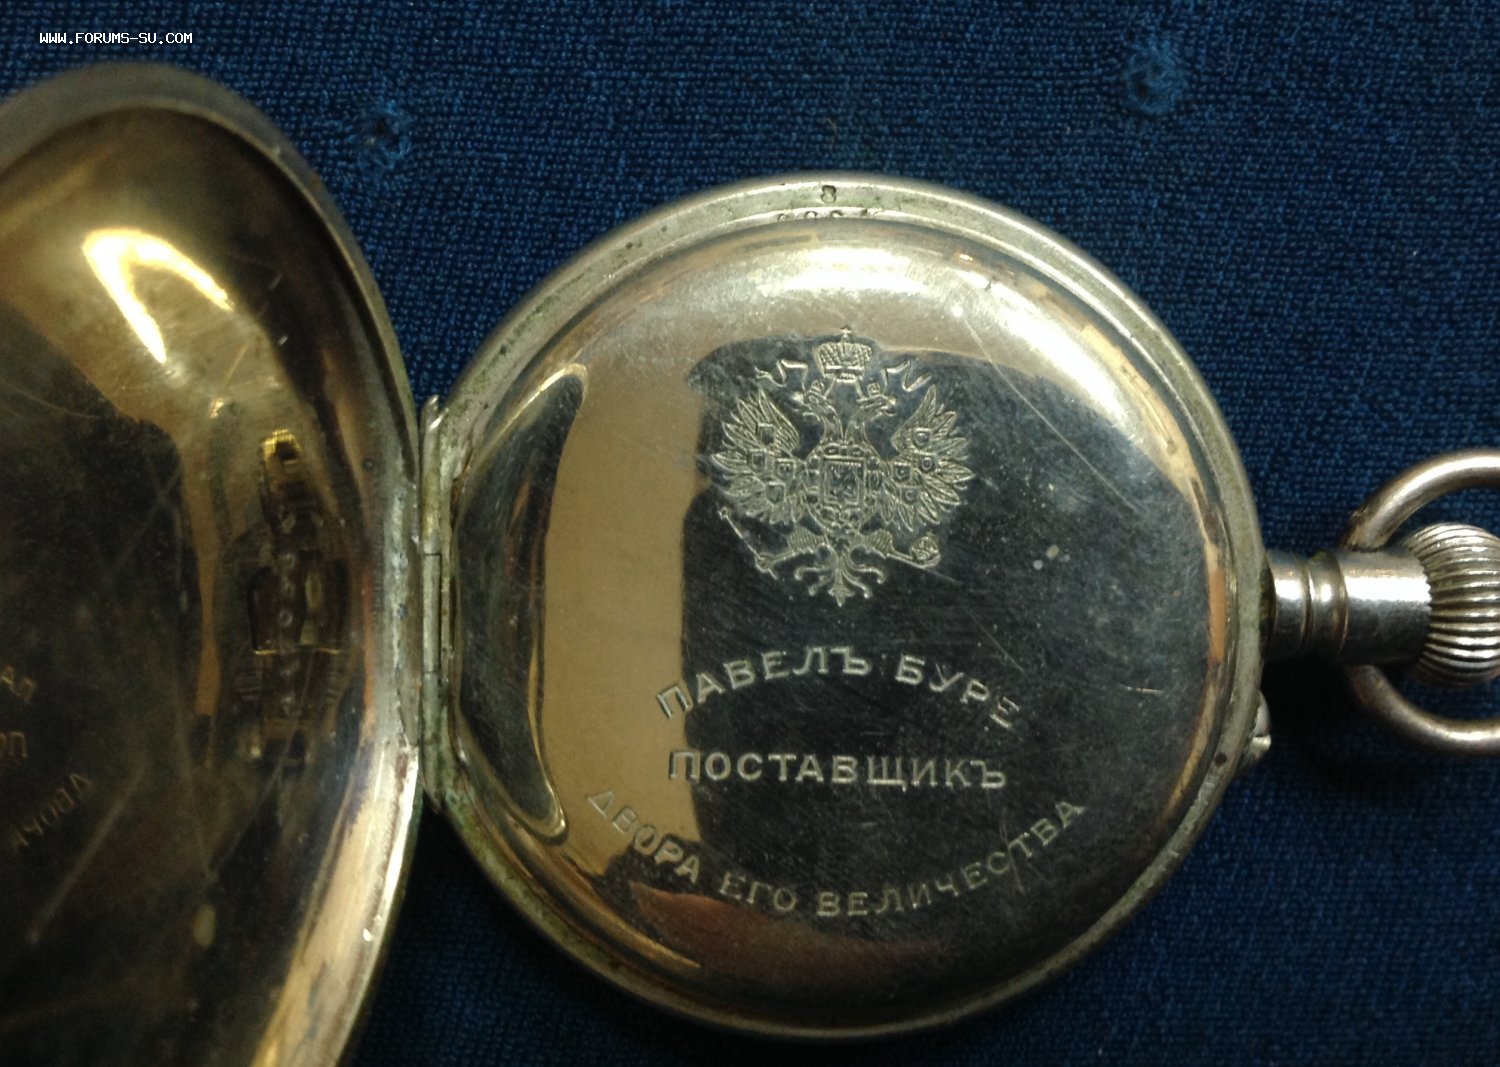 WWW.FORUMS-SU.COM
ПАВЕЛЪ БУРЕ
ПОСТАВЩИКЪ
ДВОРА ЕГО ВЕЛИЧЕСТВА